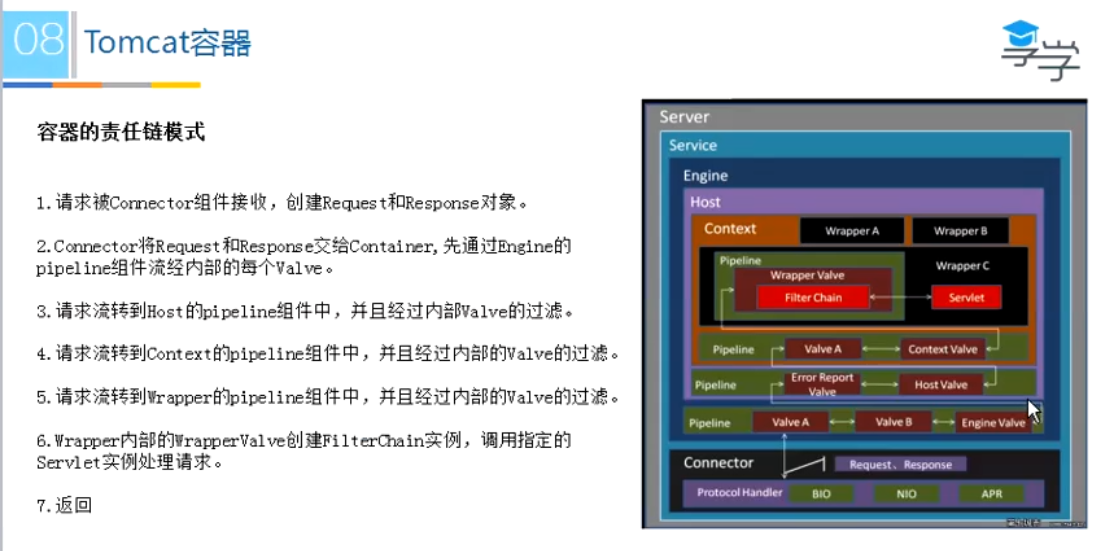 08 Tomcat容器
容器的责任链模式
1.请求被Connector组件接收，创建Request和Response对象。
2.Connector将Request和Response交给Container,先通过Engine的
pipeline组件流经内部的每个Valve。
3.请求流转到Host的pipeline组件中，并且经过内部Valve的过滤。
4.请求流转到Context的pipeline组件中，并且经过内部的Valve的过滤。
5.请求流转到Wrapper的pipeline组件中，并且经过内部的Valve的过滤。
6.Wrapper内部的WrapperValve创建FilterChain实例，调用指定的
Servlet实例处理请求。
7.返回
Server
Service
Engine
Host
Context
Wrapper A
Wrapper B
Pipeline
Wrapper Valve
Wrapper C
Filter Chain
Servlet
Pipeline
Valve A
Context Valve
Pipeline
Error Report
Valve
Host Valve
Pipeline
Valve A
Valve B
Engine Valve
Connector
Request、Response
Protocol Handler
BIO
NIO
APR